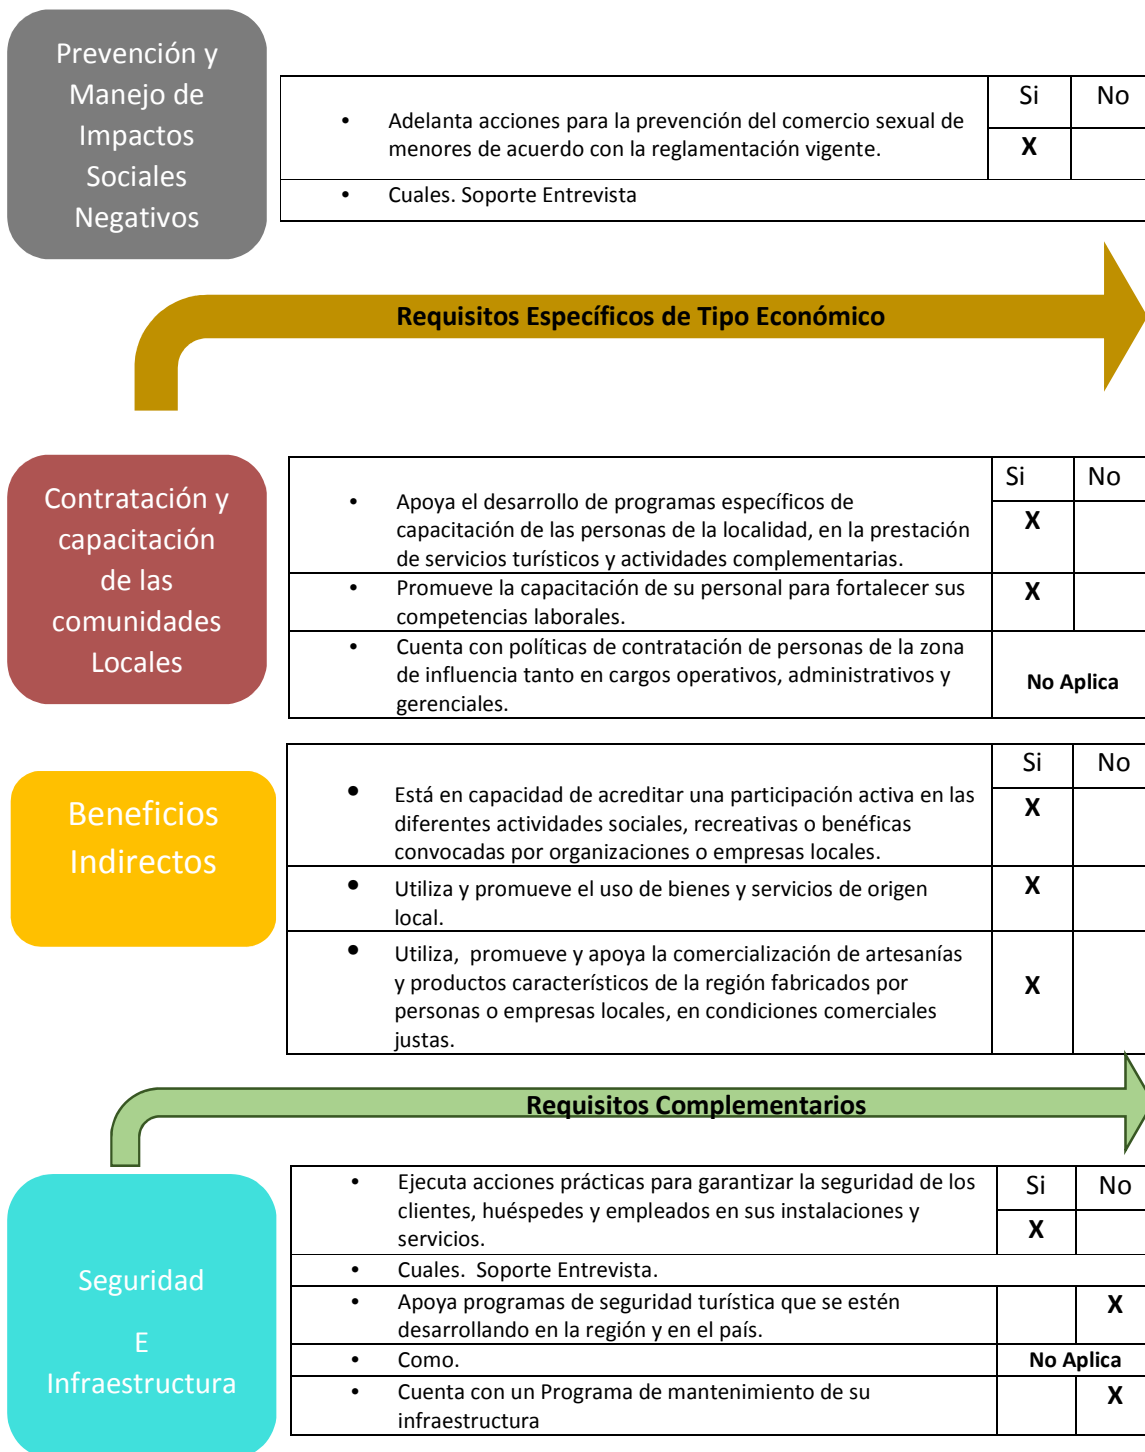 Prevención y
Manejo de
Impactos
Sociales
Negativos
Si No
• Adelanta acciones para la prevención del comercio sexual de
menores de acuerdo con la reglamentación vigente.
X
• Cuales. Soporte Entrevista
Requisitos Específicos de Tipo Económico
Contratación y
capacitación
de las
comunidades
Locales
Si No
• Apoya el desarrollo de programas específicos de
capacitación de las personas de la localidad, en la prestación
de servicios turísticos y actividades complementarias.
X
• Promueve la capacitación de su personal para fortalecer sus
competencias laborales.
X
• Cuenta con políticas de contratación de personas de la zona
de influencia tanto en cargos operativos, administrativos y
gerenciales.
No Aplica
Beneficios
Indirectos
Si No
• Está en capacidad de acreditar una participación activa en las
diferentes actividades sociales, recreativas o benéficas
convocadas por organizaciones o empresas locales.
X
• Utiliza y promueve el uso de bienes y servicios de origen
local.
X
• Utiliza, promueve y apoya la comercialización de artesanías
y productos característicos de la región fabricados por
personas o empresas locales, en condiciones comerciales
justas.
X
Requisitos Complementarios
Seguridad
E
Infraestructura
Si No
• Ejecuta acciones prácticas para garantizar la seguridad de los
clientes, huéspedes y empleados en sus instalaciones y
servicios.
X
• Cuales. Soporte Entrevista.
• Apoya programas de seguridad turística que se estén
desarrollando en la región y en el país.
X
• Como.
No Aplica
• Cuenta con un Programa de mantenimiento de su
infraestructura
X